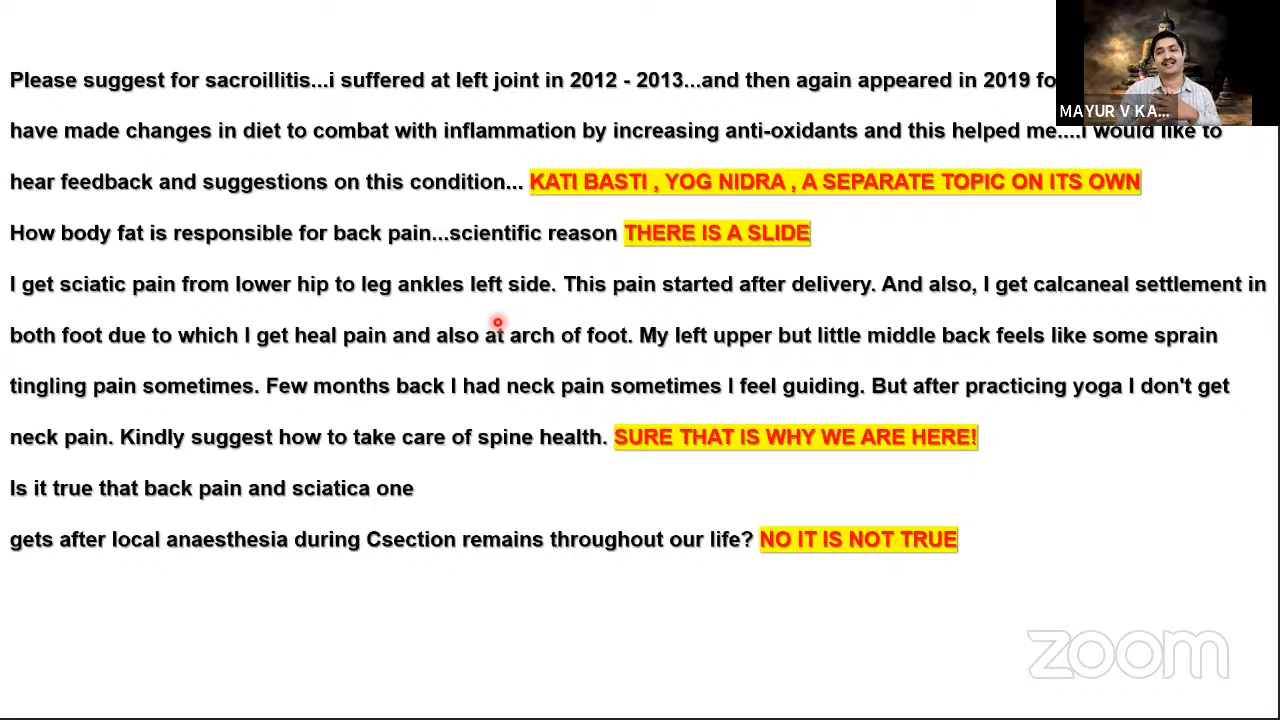 Please suggest for sacroillitis...i suffered at left joint in 2012 - 2013...and then again appeared in 2019 fo
MAYUR V KA...
have made changes in diet to combat with inflammation by increasing anti-oxidants and this helped me....I would like to
hear feedback and suggestions on this condition... KATI BASTI , YOG NIDRA , A SEPARATE TOPIC ON ITS OWN
How body fat is responsible for back pain...scientific reason THERE IS A SLIDE
I get sciatic pain from lower hip to leg ankles left side. This pain started after delivery. And also, I get calcaneal settlement in
both foot due to which I get heal pain and also at arch of foot. My left upper but little middle back feels like some sprain
tingling pain sometimes. Few months back I had neck pain sometimes I feel guiding. But after practicing yoga I don't get
neck pain. Kindly suggest how to take care of spine health. SURE THAT IS WHY WE ARE HERE!
Is it true that back pain and sciatica one
gets after local anaesthesia during Csection remains throughout our life? NO IT IS NOT TRUE
zoom